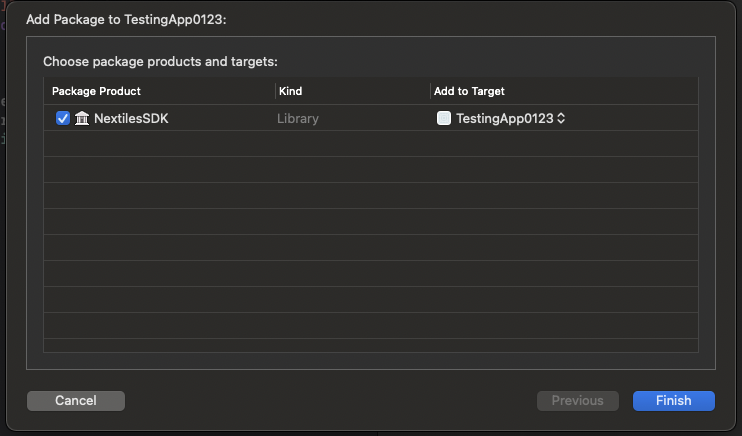 Add Package to TestingApp0123:
Choose package products and targets:
Package Product Kind Add to Target
NextilesSDK Library TestingApp0123
Cancel Previous Finish